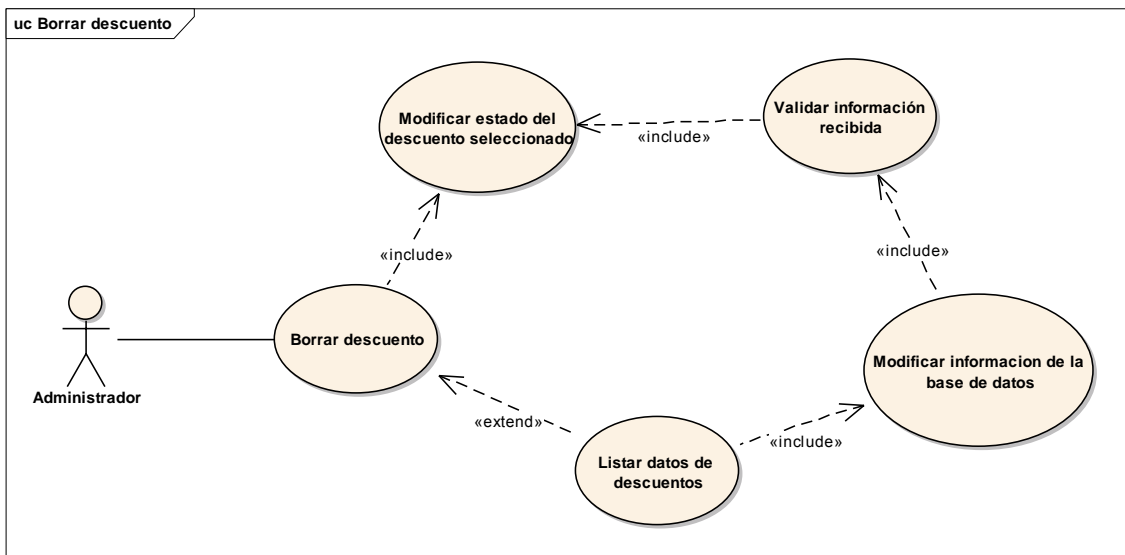 uc Borrar descuento
Modificar estado del
descuento seleccionado
Validar información
recibida
«include»
«include»
«include»
Borrar descuento
Administrador
Modificar informacion de la
base de datos
«extend»
«include»
Listar datos de
descuentos